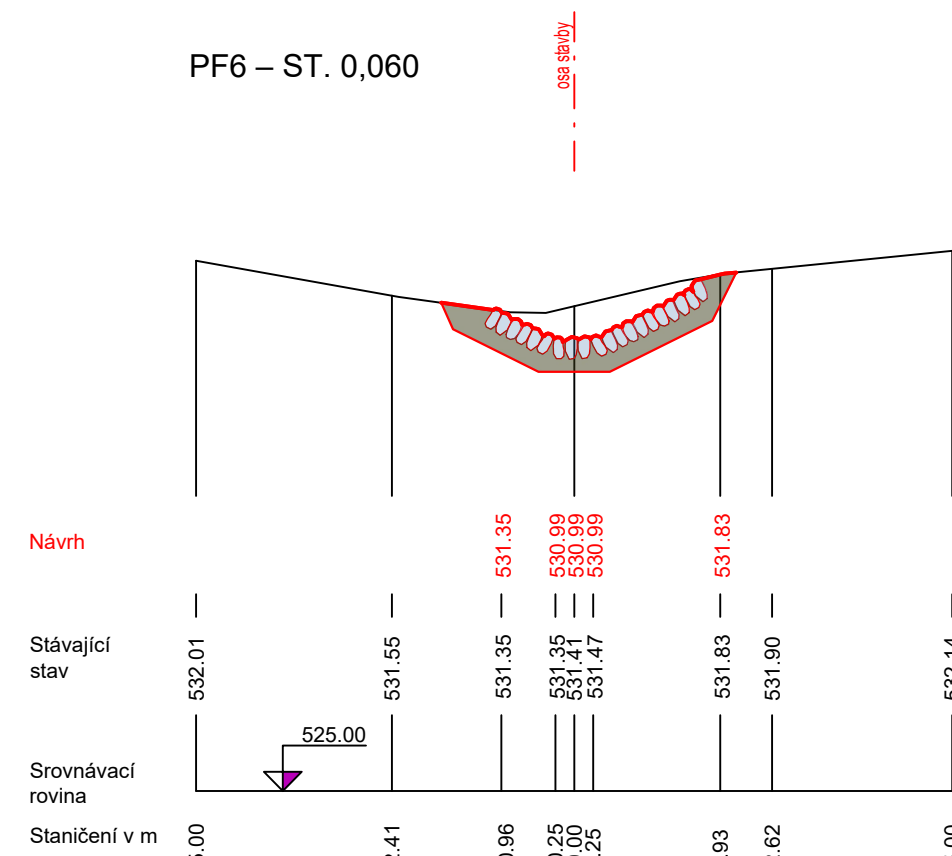 PF6 – ST. 0,060
osa stavby
Návrh
531.35 530.99 530.99 530.99 531.83
Stávající
stav
532.01 531.55 531.35 531.35 531.41 531.47 531.83 531.90
525.00
Srovnávací
rovina
Staničení v m